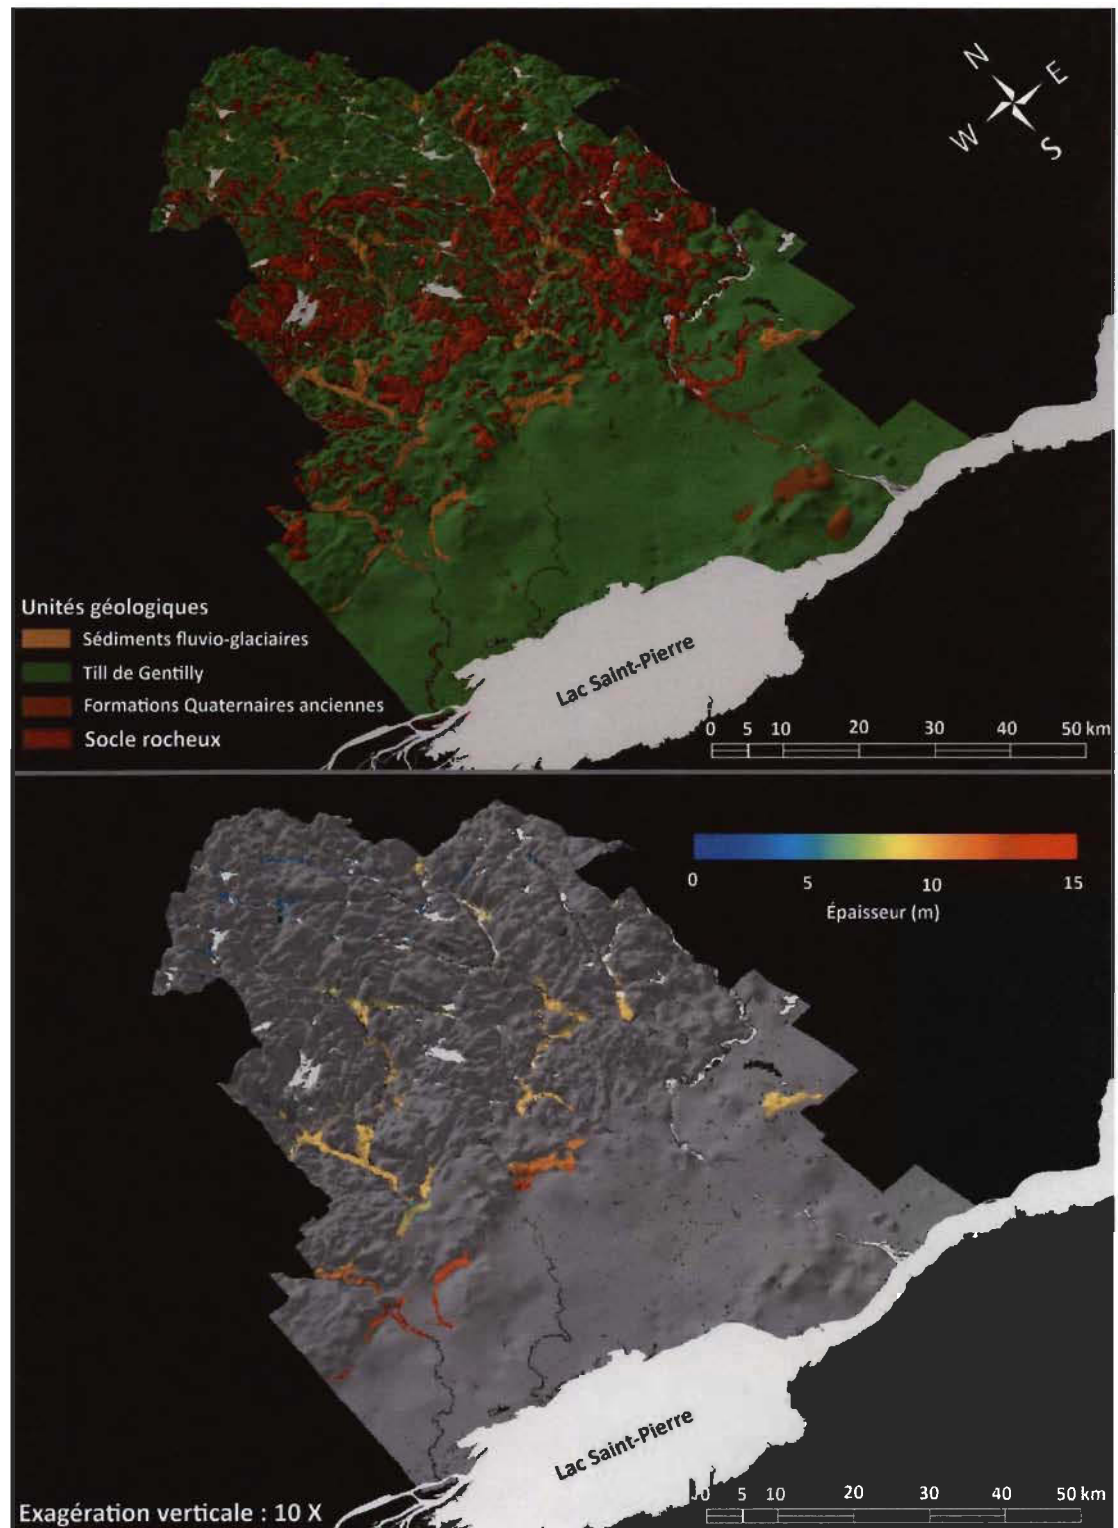 N
E
W
S
Unités géologiques
Sédiments fluvio-glaciaires
Till de Gentilly
Formations Quaternaires anciennes
Socle rocheux
Lac Saint-Pierre
0 5 10 20 30 40 50 km
0 5 10 15
Épaisseur (m)
Lac Saint-Pierre
Exagération verticale : 10 X
0 5 10 20 30 40 50 km